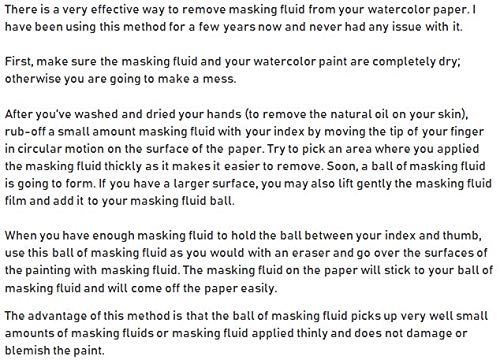 There is a very effective way to remove masking fluid from your watercolor paper. I
have been using this method for a few years now and never had any issue with it.
First, make sure the masking fluid and your watercolor paint are completely dry;
otherwise you are going to make a mess.
After you've washed and dried your hands (to remove the natural oil on your skin),
rub-off a small amount masking fluid with your index by moving the tip of your finger
in circular motion on the surface of the paper. Try to pick an area where you applied
the masking fluid thickly as it makes it easier to remove. Soon, a ball of masking fluid
is going to form. If you have a larger surface, you may also lift gently the masking fluid
film and add it to your masking fluid ball.
When you have enough masking fluid to hold the ball between your index and thumb,
use this ball of masking fluid as you would with an eraser and go over the surfaces of
the painting with masking fluid. The masking fluid on the paper will stick to your ball of
masking fluid and will come off the paper easily.
The advantage of this method is that the ball of masking fluid picks up very well small
amounts of masking fluids or masking fluid applied thinly and does not damage or
blemish the paint.